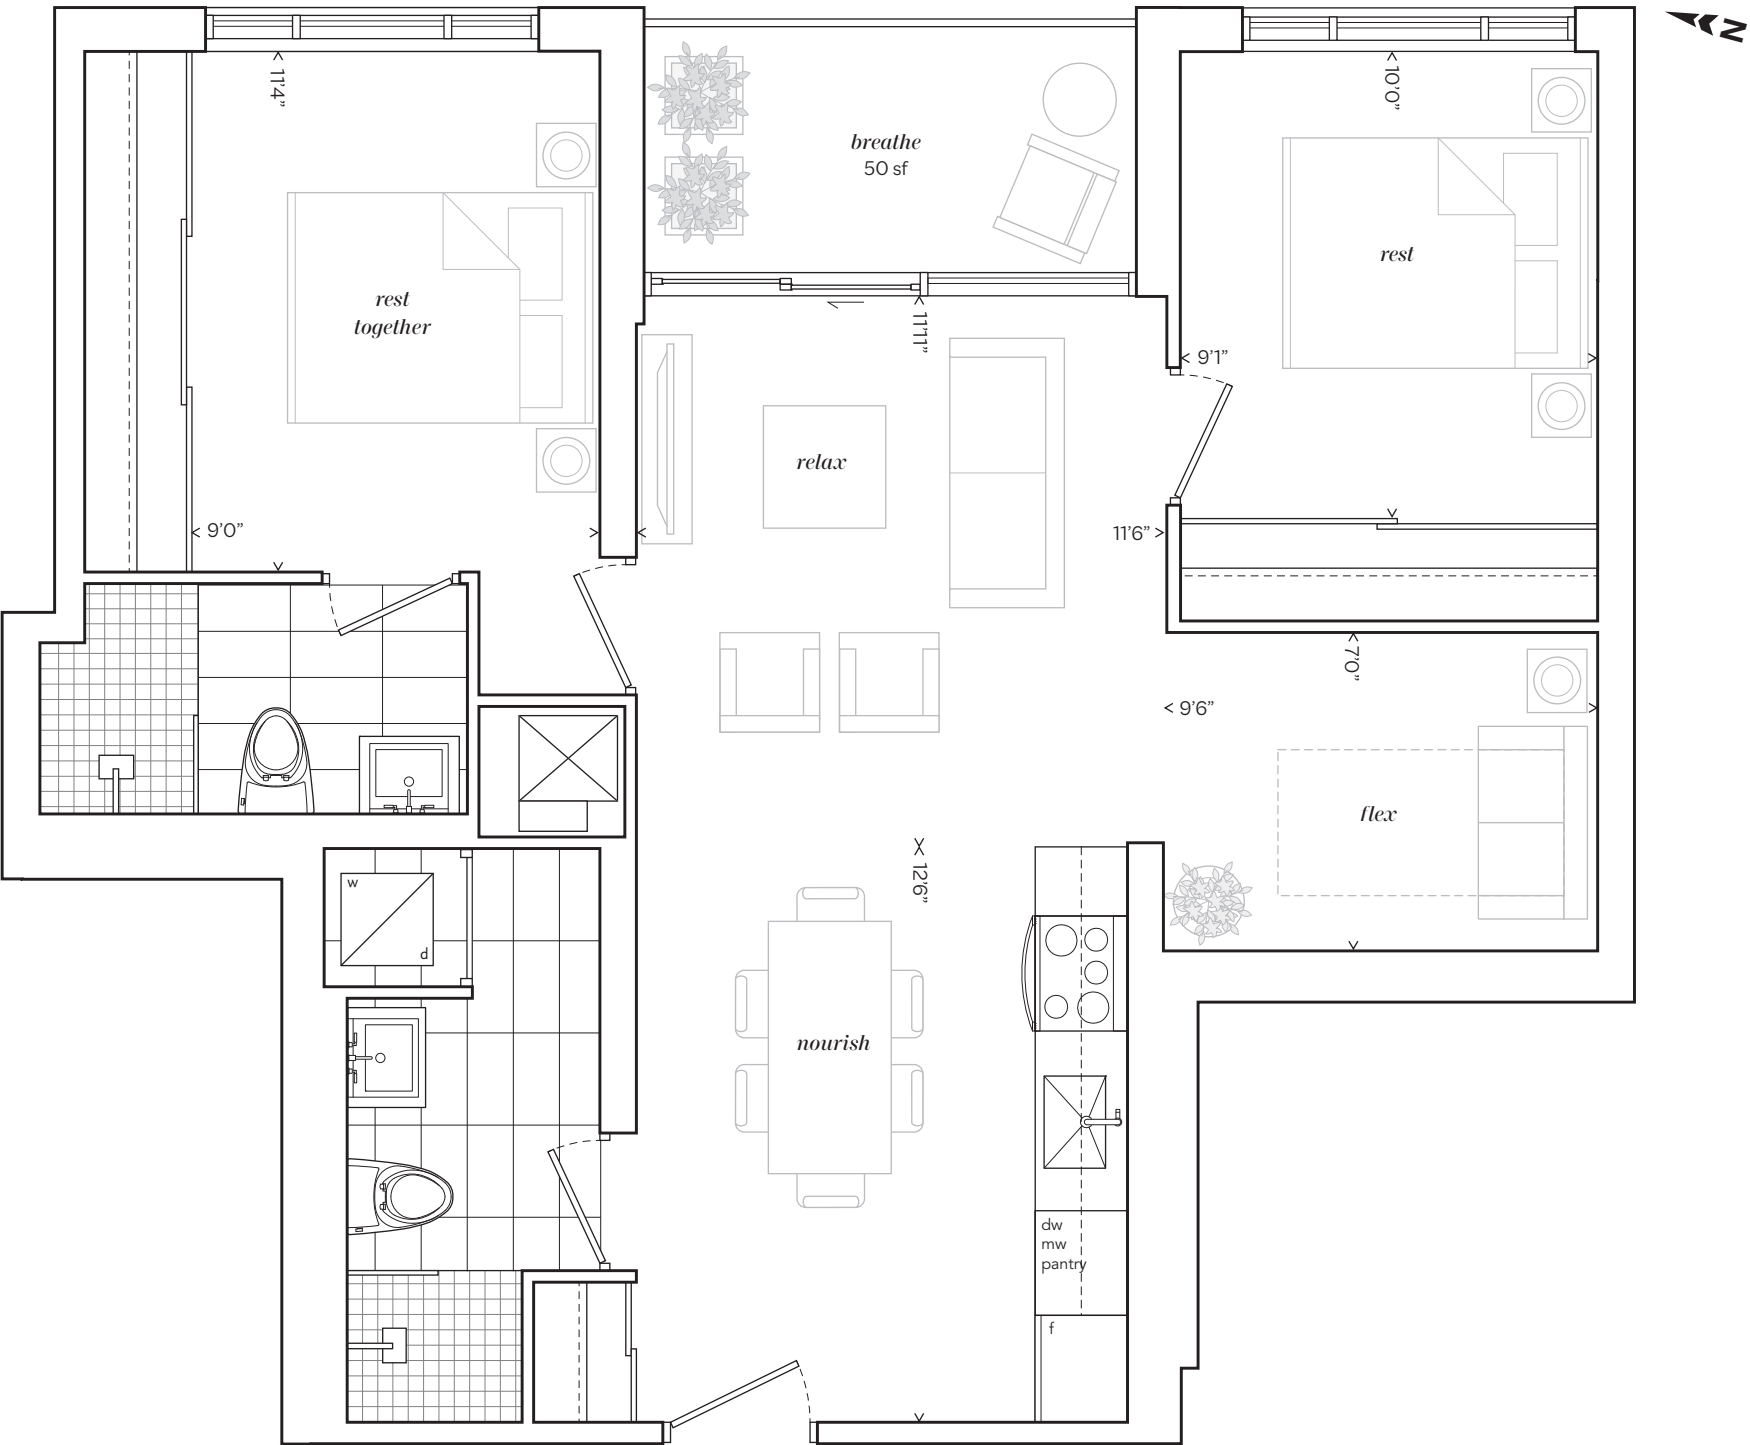 N
11'4"
10'0"
breathe
50 sf
rest
rest
together
11'11"
9'1"
relax
9'0"
11'6"
7'0"
9'6"
flex
12'6"
w
d
nourish
dw
mw
pantry
f